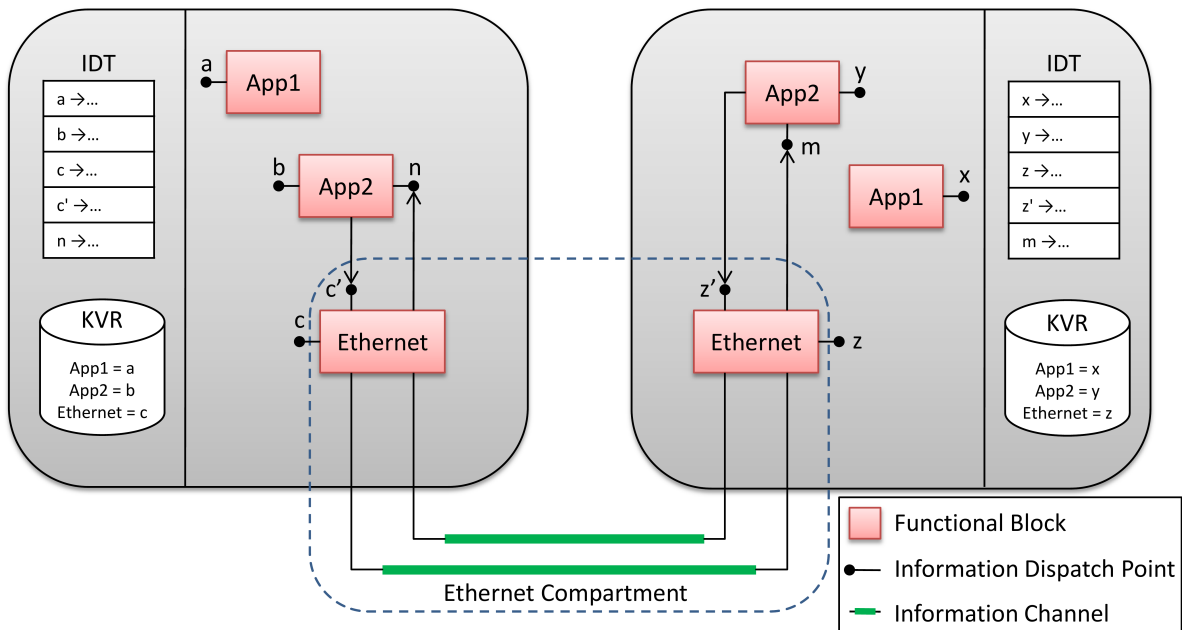 IDT
a →...
b →...
c →...
c' →...
n →...
KVR
App1 = a
App2 = b
Ethernet = c
a
App1
b
App2
n
c’
c
Ethernet
App2
y
m
App1
x
z’
Ethernet
z
IDT
x →...
y →...
z →...
z' →...
m →...
KVR
App1 = x
App2 = y
Ethernet = z
Ethernet Compartment
Functional Block
Information Dispatch Point
Information Channel